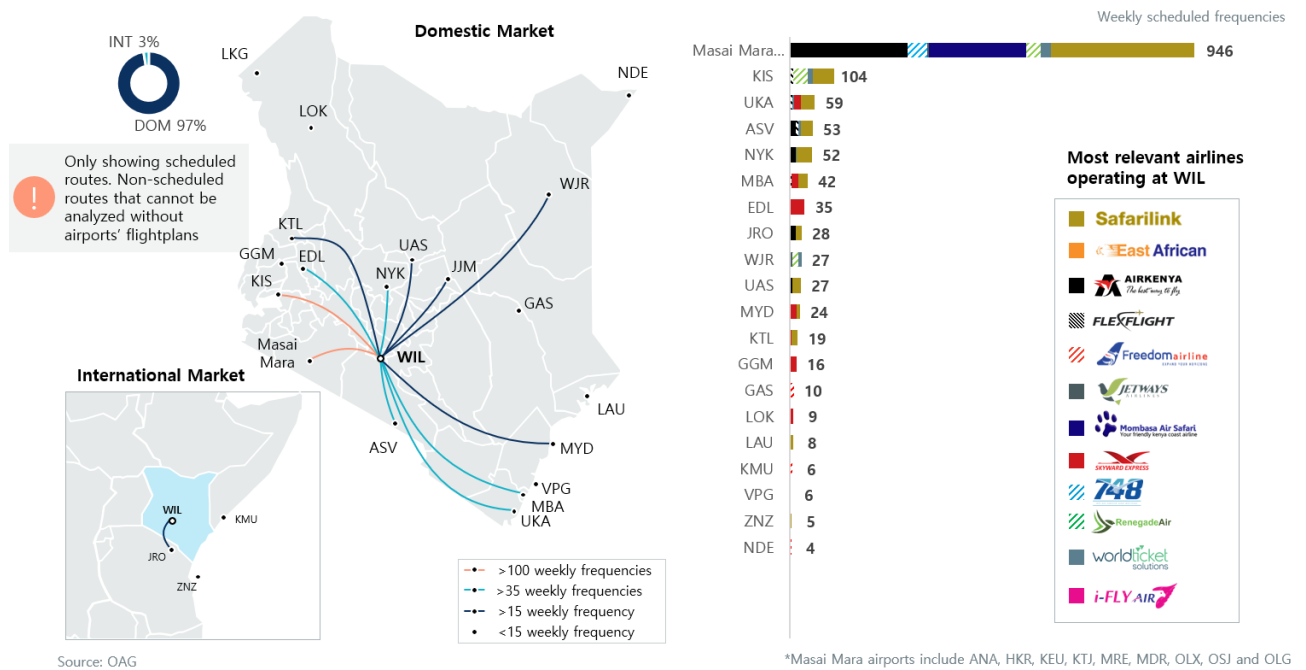 Weekly scheduled frequencies
Domestic Market
INT 3%
DOM 97%
Only showing scheduled
routes. Non-scheduled
routes that cannot be
analyzed without
airports’ flightplans
!
LKG
NDE
LOK
WJR
KTL
GGM
EDL
UAS
NYK
JJM
KIS
GAS
Masai
Mara
WIL
LAU
ASV
MYD
VPG
MBA
UKA
International Market
WIL
KMU
JRO
ZNZ
>100 weekly frequencies
>35 weekly frequencies
>15 weekly frequency
<15 weekly frequency
Source: OAG
Masai Mara... 946
KIS 104
UKA 59
ASV 53
NYK 52
MBA 42
EDL 35
JRO 28
WJR 27
UAS 27
MYD 24
KTL 19
GGM 16
GAS 10
LOK 9
LAU 8
KMU 6
VPG 6
ZNZ 5
NDE 4
Most relevant airlines
operating at WIL
Safarilink
East African
AIRKENYA
The best way to fly
FLEXFLIGHT
Freedom airline
JETWAYS
AIRLINES
Mombasa Air Safari
Your friendly kenya coast airline
SKYWARD EXPRESS
748
RenegadeAir
worldticket
solutions
i-FLY AIR
*Masai Mara airports include ANA, HKR, KEU, KTJ, MRE, MDR, OLX, OSJ and OLG